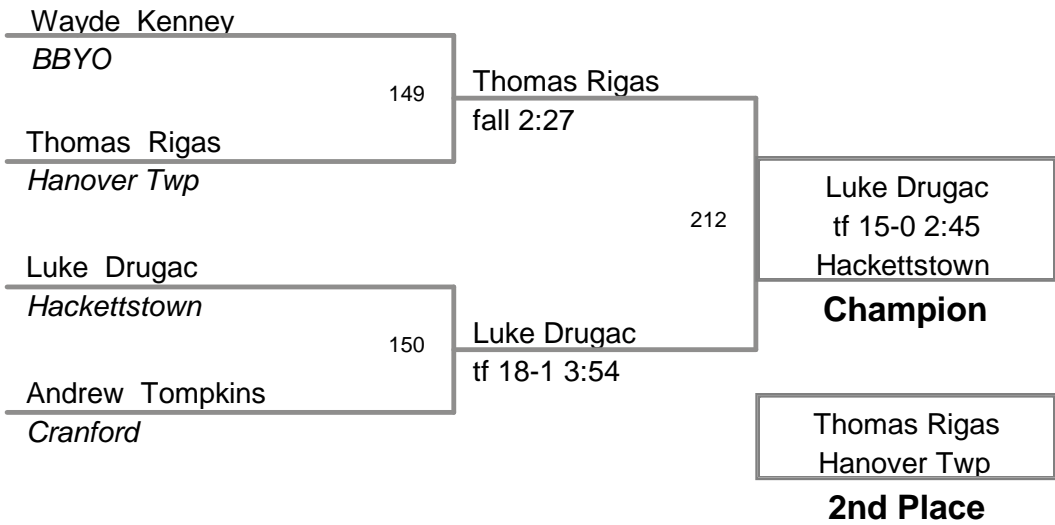 Wayde Kenney
BBYO
149
Thomas Rigas
fall 2:27
Thomas Rigas
Hanover Twp
212
Luke Drugac
tf 15-0 2:45
Hackettstown
Champion
Luke Drugac
Hackettstown
150
Luke Drugac
tf 18-1 3:54
Andrew Tompkins
Cranford
Thomas Rigas
Hanover Twp
2nd Place